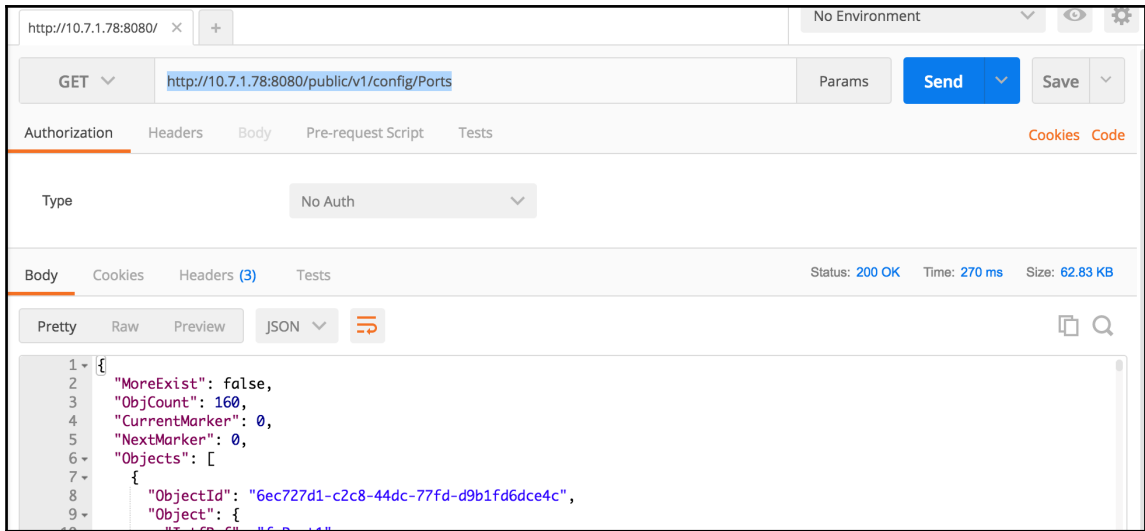 http://10.7.1.78:8080/ × +
No Environment
GET http://10.7.1.78:8080/public/v1/config/Ports Params Send Save
Authorization Headers Body Pre-request Script Tests Cookies Code
Type No Auth
Body Cookies Headers (3) Tests Status: 200 OK Time: 270 ms Size: 62.83 KB
Pretty Raw Preview JSON
1 {
2 "MoreExist": false,
3 "ObjCount": 160,
4 "CurrentMarker": 0,
5 "NextMarker": 0,
6 "Objects": [
7 {
8 "ObjectId": "6ec727d1-c2c8-44dc-77fd-d9b1fd6dce4c",
9 "Object": {